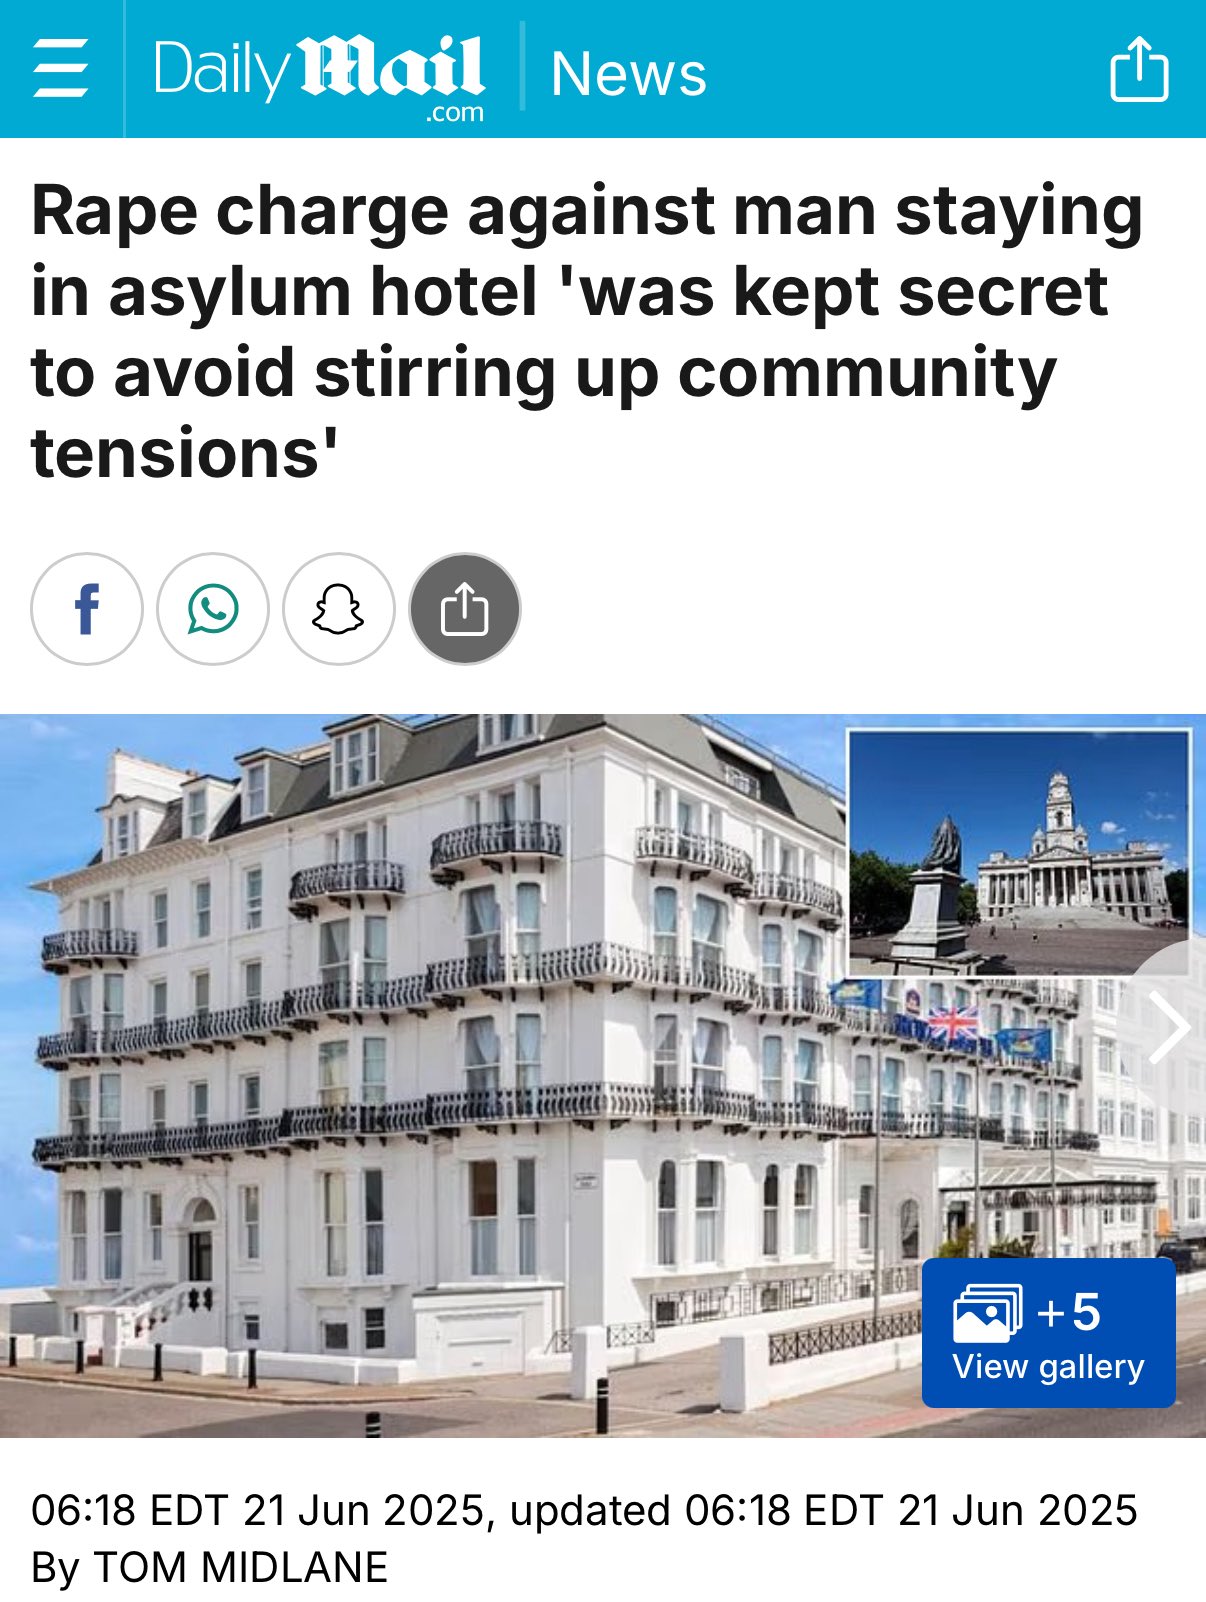 Daily Mail
.com
News
Rape charge against man staying
in asylum hotel 'was kept secret
to avoid stirring up community
tensions'
+5
View gallery
06:18 EDT 21 Jun 2025, updated 06:18 EDT 21 Jun 2025
By TOM MIDLANE